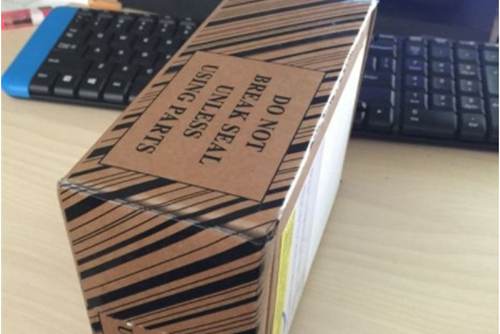 DO NOT
BREAK SEAL
UNLESS
USING PARTS